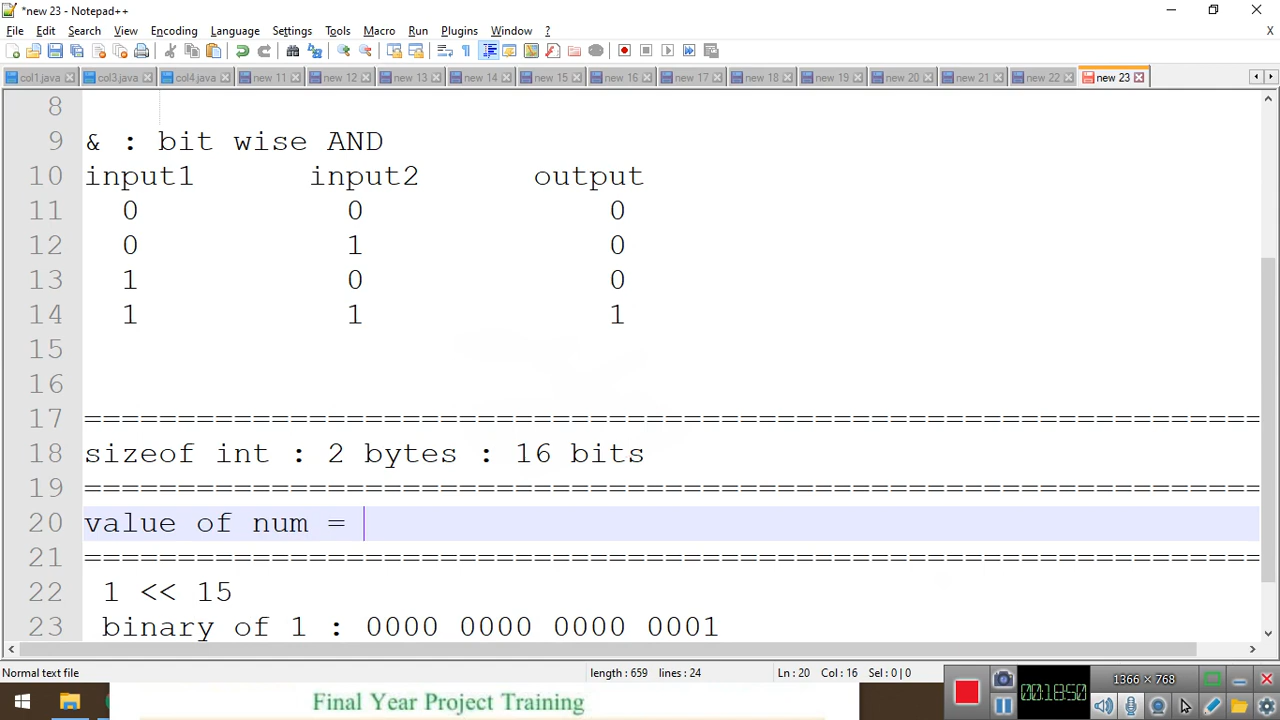 *new 23 - Notepad++
File Edit Search View Encoding Language Settings Tools Macro Run Plugins Window ? X
col1.java col3.java col4.java new 11 new 12 new 13 new 14 new 15 new 16 new 17 new 18 new 19 new 20 new 21 new 22 new 23
8
9 & : bit wise AND
10 input1 input2 output
11 0 0 0
12 0 1 0
13 1 0 0
14 1 1 1
15
16
17 ===============================================================
18 sizeof int : 2 bytes : 16 bits
19 ===============================================================
20 value of num =
21 ===============================================================
22 1 << 15
23 binary of 1 : 0000 0000 0000 0001
Normal text file length : 659 lines : 24 Ln : 20 Col : 16 Sel : 0 | 0
1366 × 768
00:18:50
Final Year Project Training